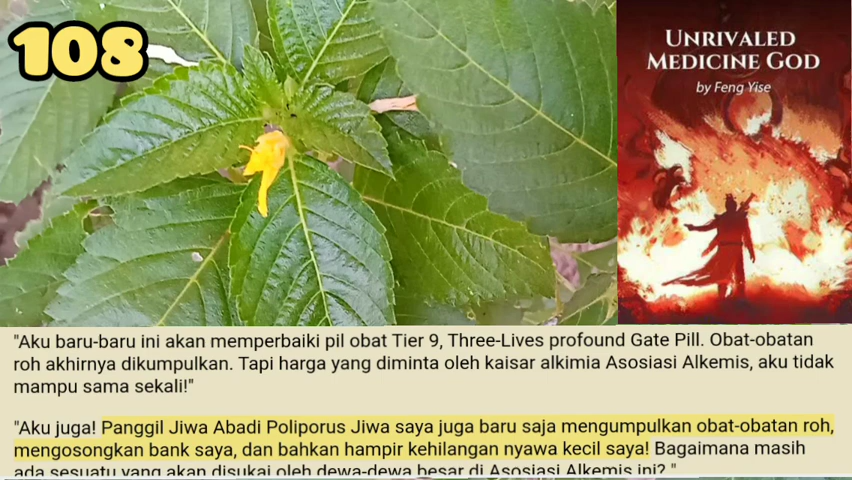 108
UNRIVALED
MEDICINE GOD
by Feng Yise
"Aku baru-baru ini akan memperbaiki pil obat Tier 9, Three-Lives profound Gate Pill. Obat-obatan
roh akhirnya dikumpulkan. Tapi harga yang diminta oleh kaisar alkimia Asosiasi Alkemis, aku tidak
mampu sama sekali!"
"Aku juga! Panggil Jiwa Abadi Poliporus Jiwa saya juga baru saja mengumpulkan obat-obatan roh,
mengosongkan bank saya, dan bahkan hampir kehilangan nyawa kecil saya! Bagaimana masih
ada sesuatu yang akan disukai oleh dewa-dewa besar di Asosiasi Alkemis ini? "